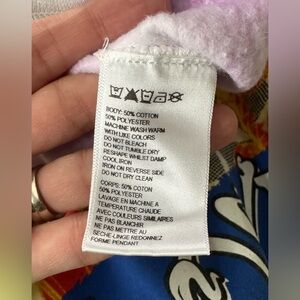 BODY: 50% COTTON
50% POLYESTER
MACHINE WASH WARM
WITH LIKE COLORS
DO NOT BLEACH
DO NOT TUMBLE DRY
RESHAPE WHILST DAMP
COOL IRON
IRON ON REVERSE SIDE
DO NOT DRY CLEAN
CORPS: 50% COTON
50% POLYESTER
LAVAGE EN MACHINE A
TEMPERATURE CHAUDE
AVEC COULEURS SIMILAIRES
NE PAS BLANCHIR.
NE PAS METTRE AU
SECHE-LINGE REDONNEZ
FORME PENDANT